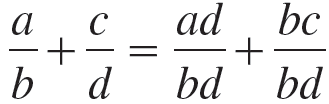 a/b + c/d = ad/bd + bc/bd